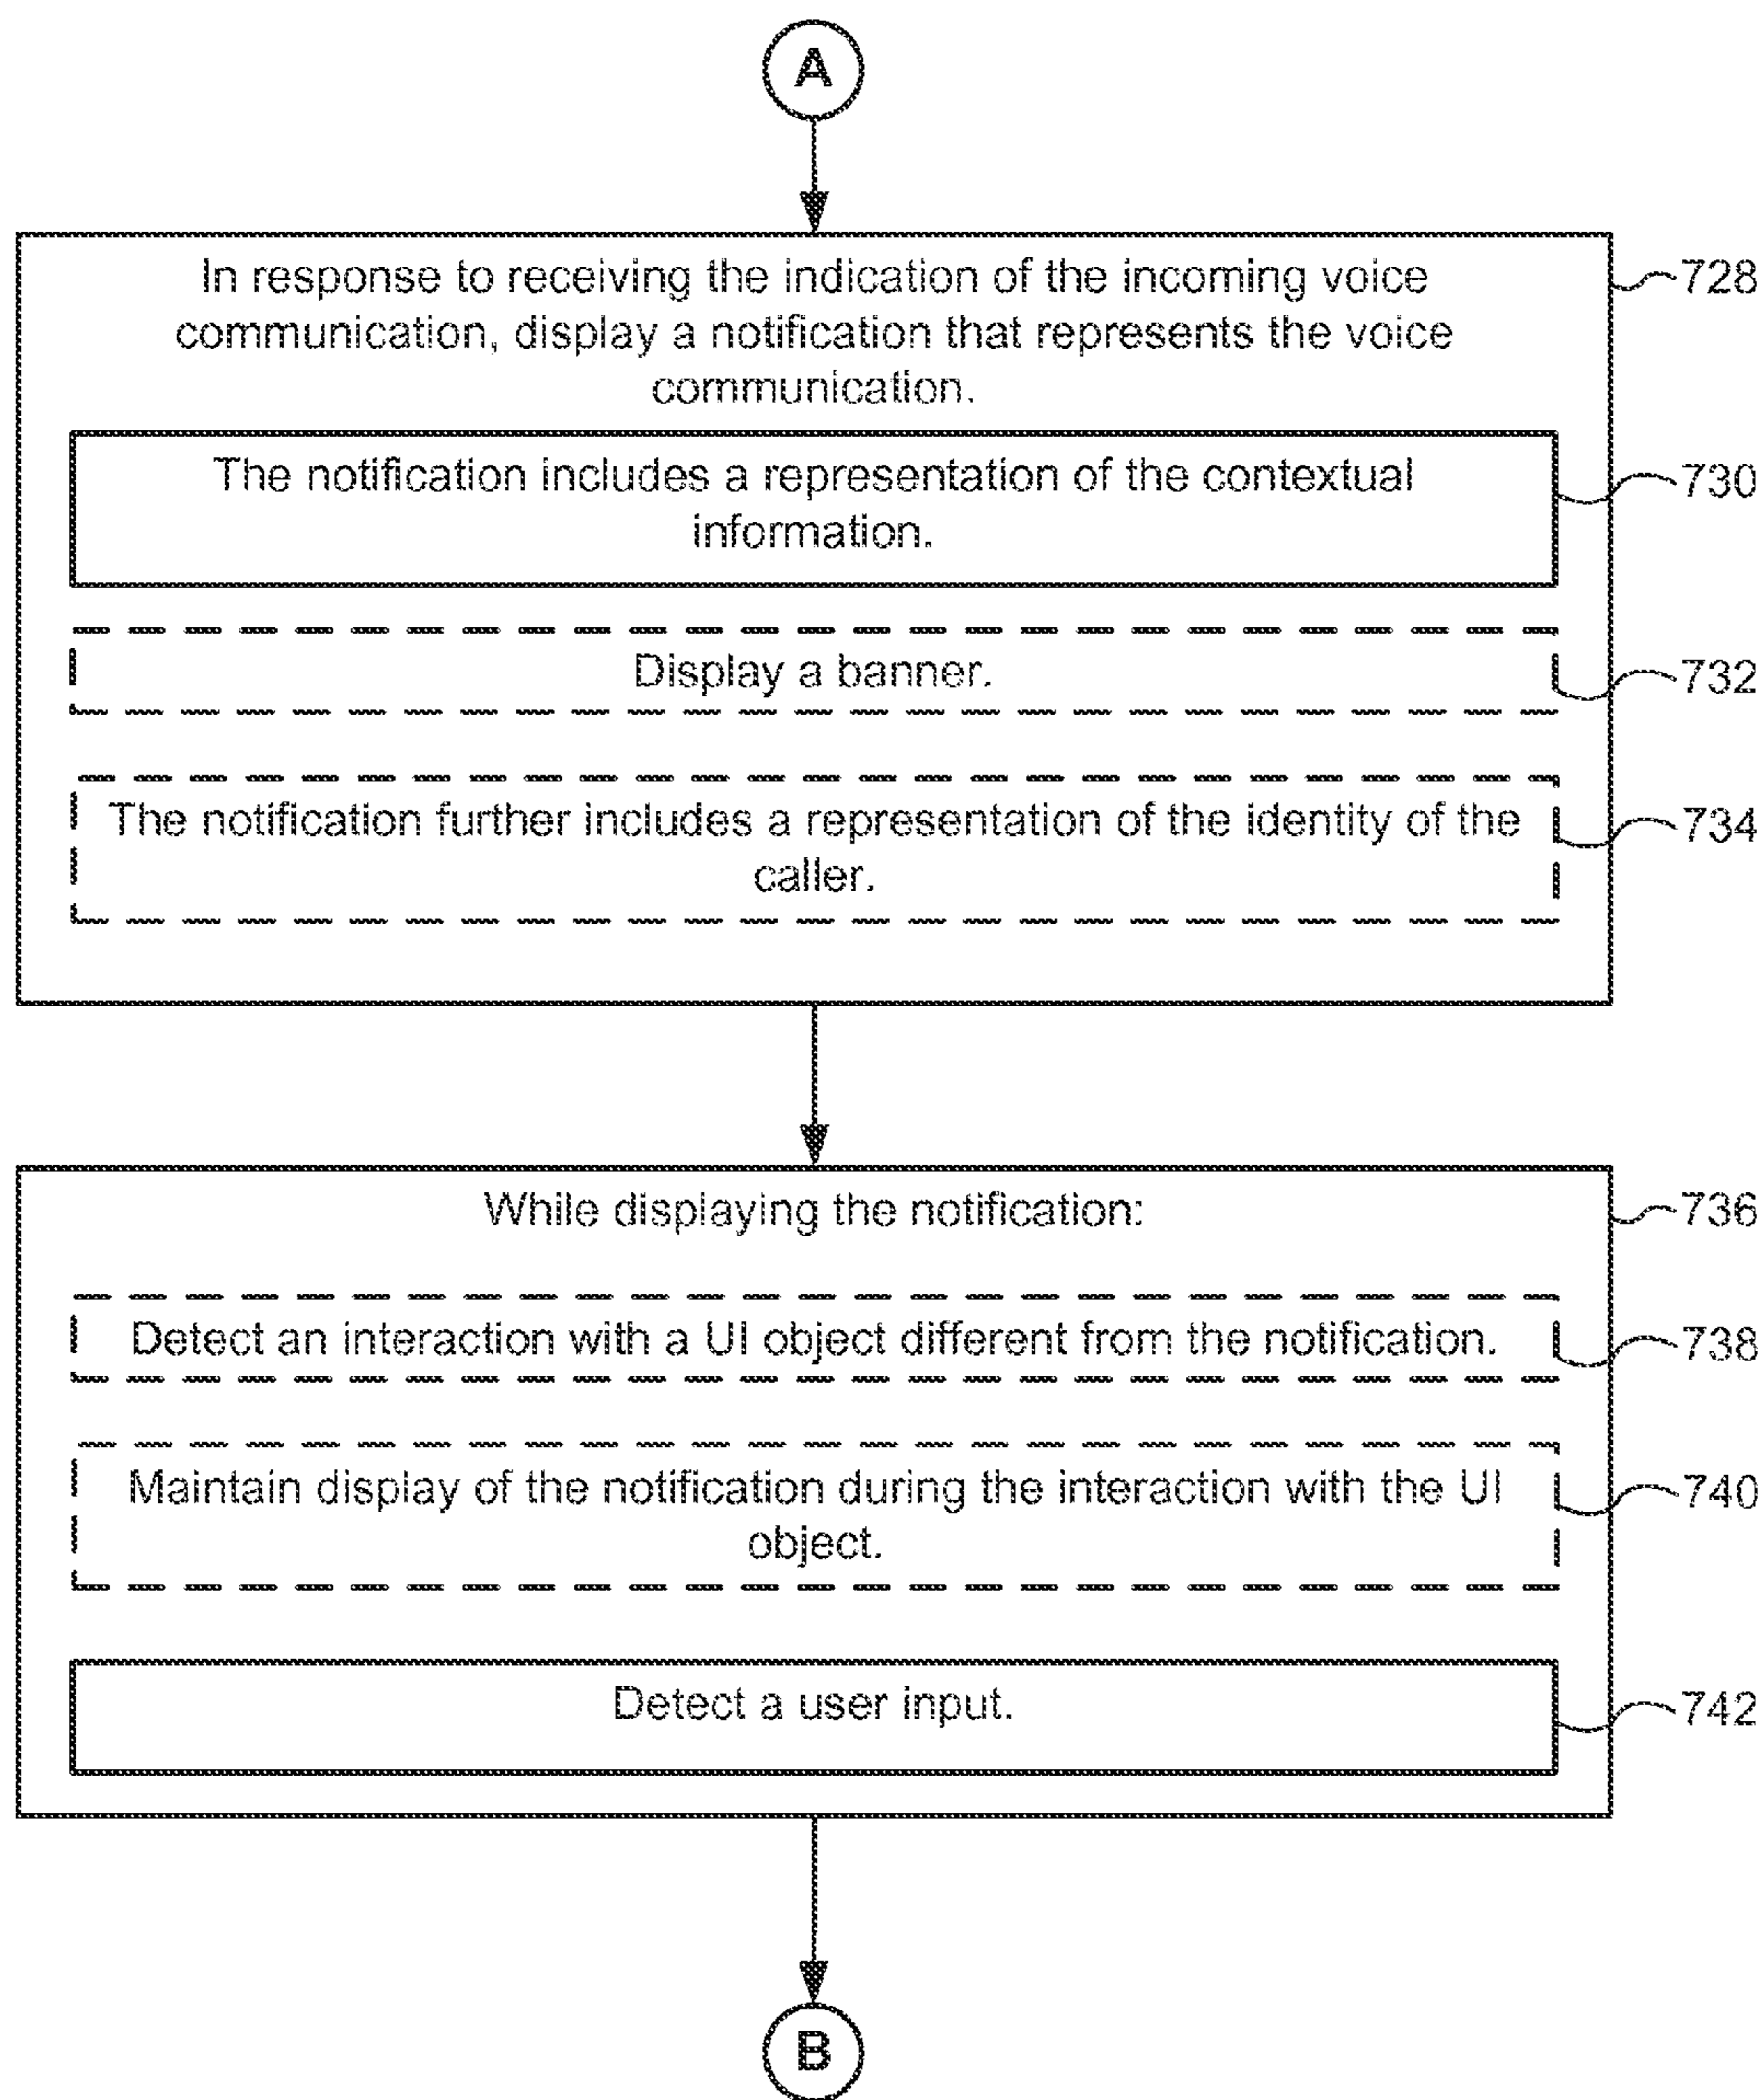 A
In response to receiving the indication of the incoming voice
communication, display a notification that represents the voice
communication.
728
The notification includes a representation of the contextual
information.
730
Display a banner.
732
The notification further includes a representation of the identity of the
caller.
734
While displaying the notification:
736
Detect an interaction with a UI object different from the notification.
738
Maintain display of the notification during the interaction with the UI
object.
740
Detect a user input.
742
B